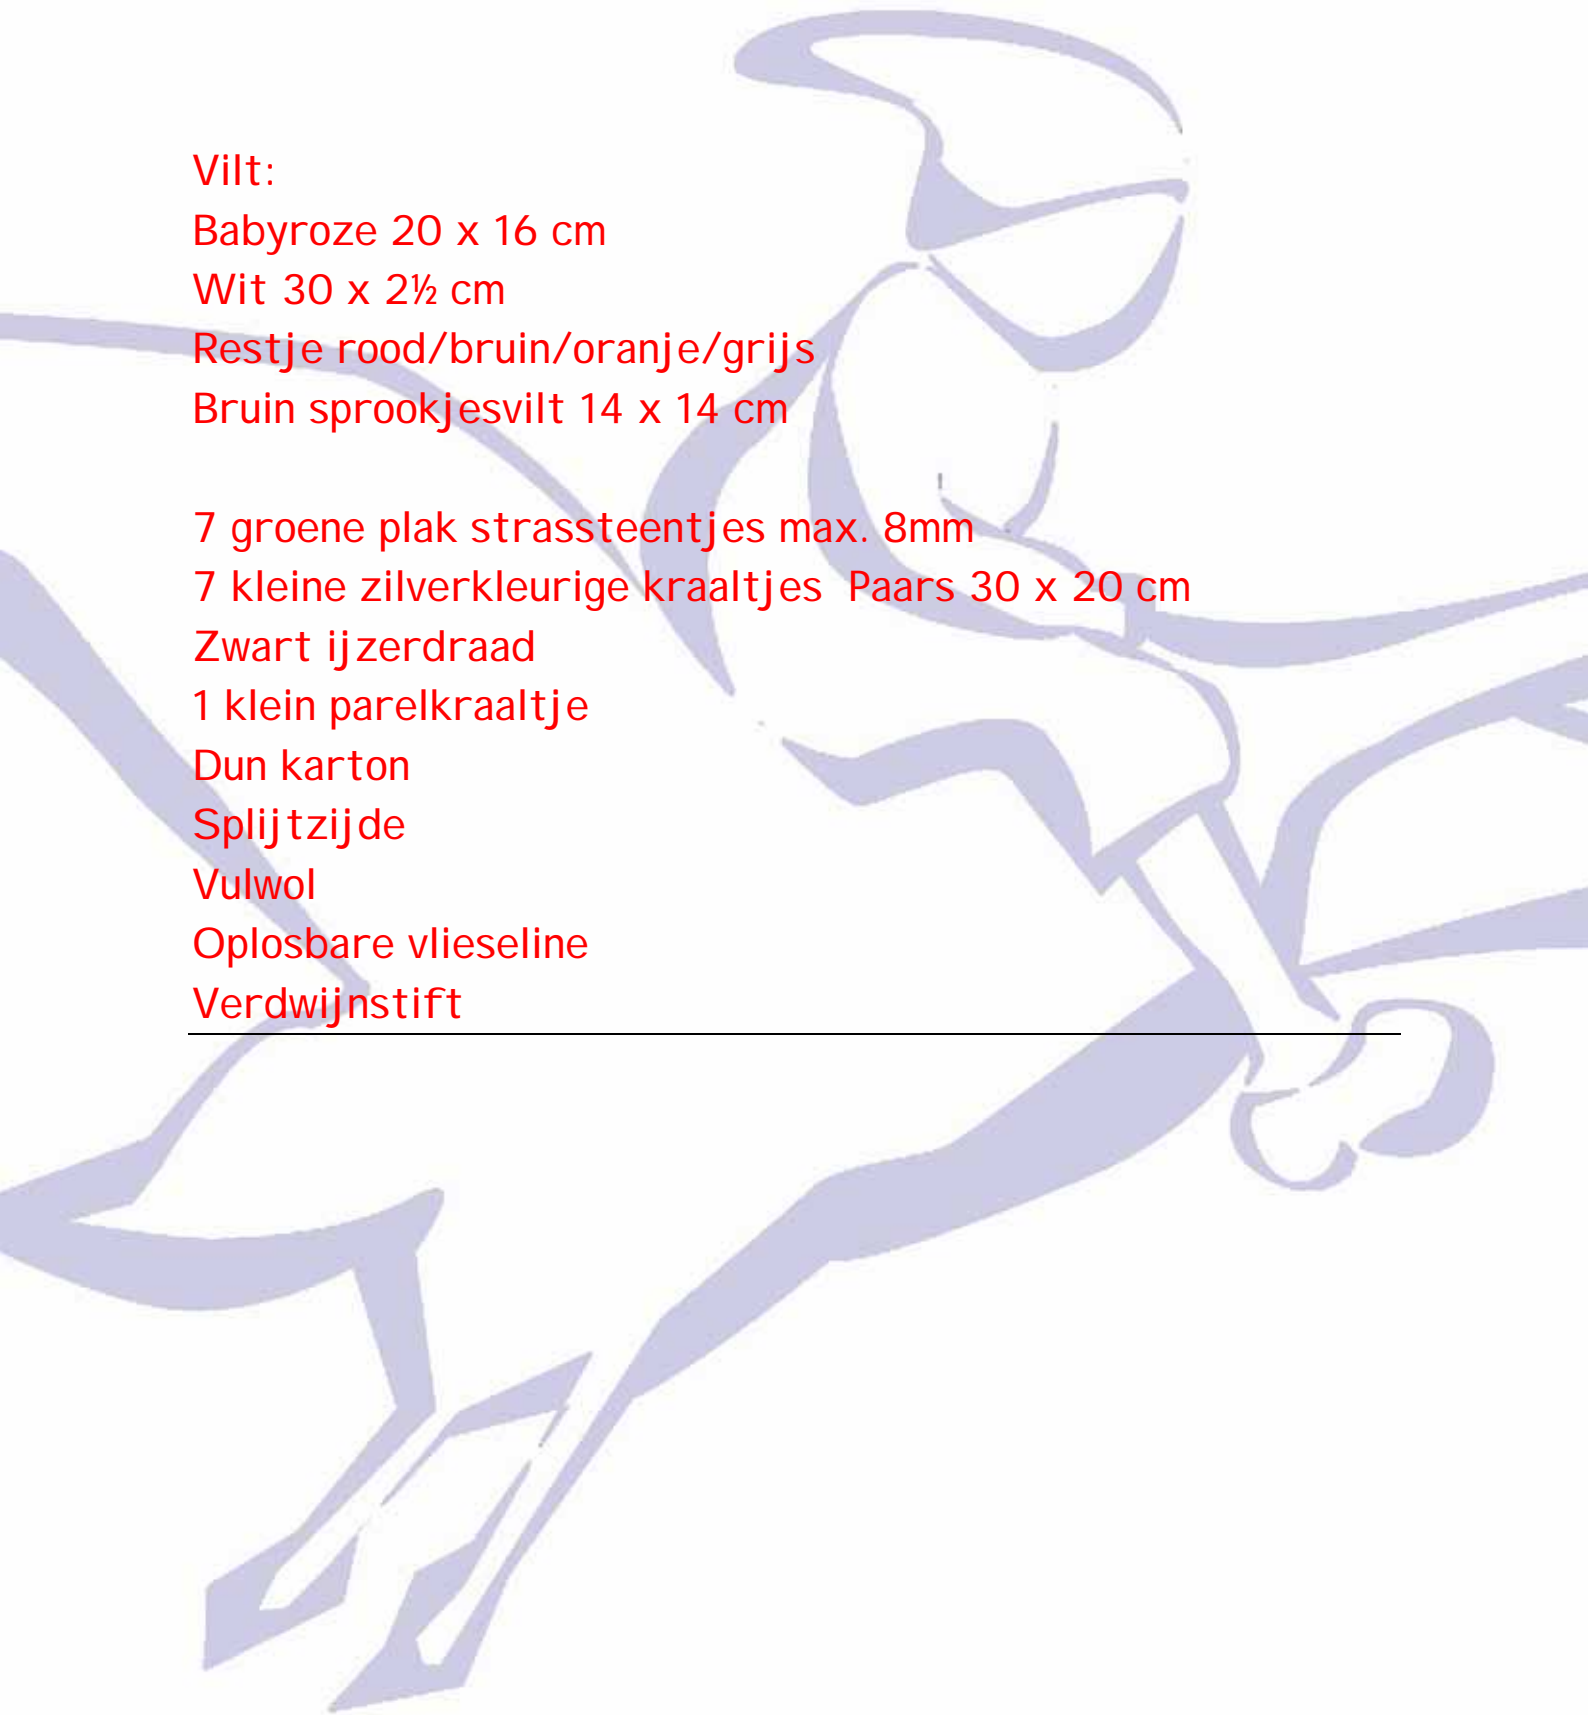 Vilt:
Babyroze 20 x 16 cm
Wit 30 x 2½ cm
Restje rood/bruin/oranje/grijs
Bruin sprookjesvilt 14 x 14 cm
7 groene plak strassteentjes max. 8mm
7 kleine zilverkleurige kraaltjes  Paars 30 x 20 cm
Zwart ijzerdraad
1 klein parelkraaltje
Dun karton
Splijtzijde
Vulwol
Oplosbare vlieseline
Verdwijnstift